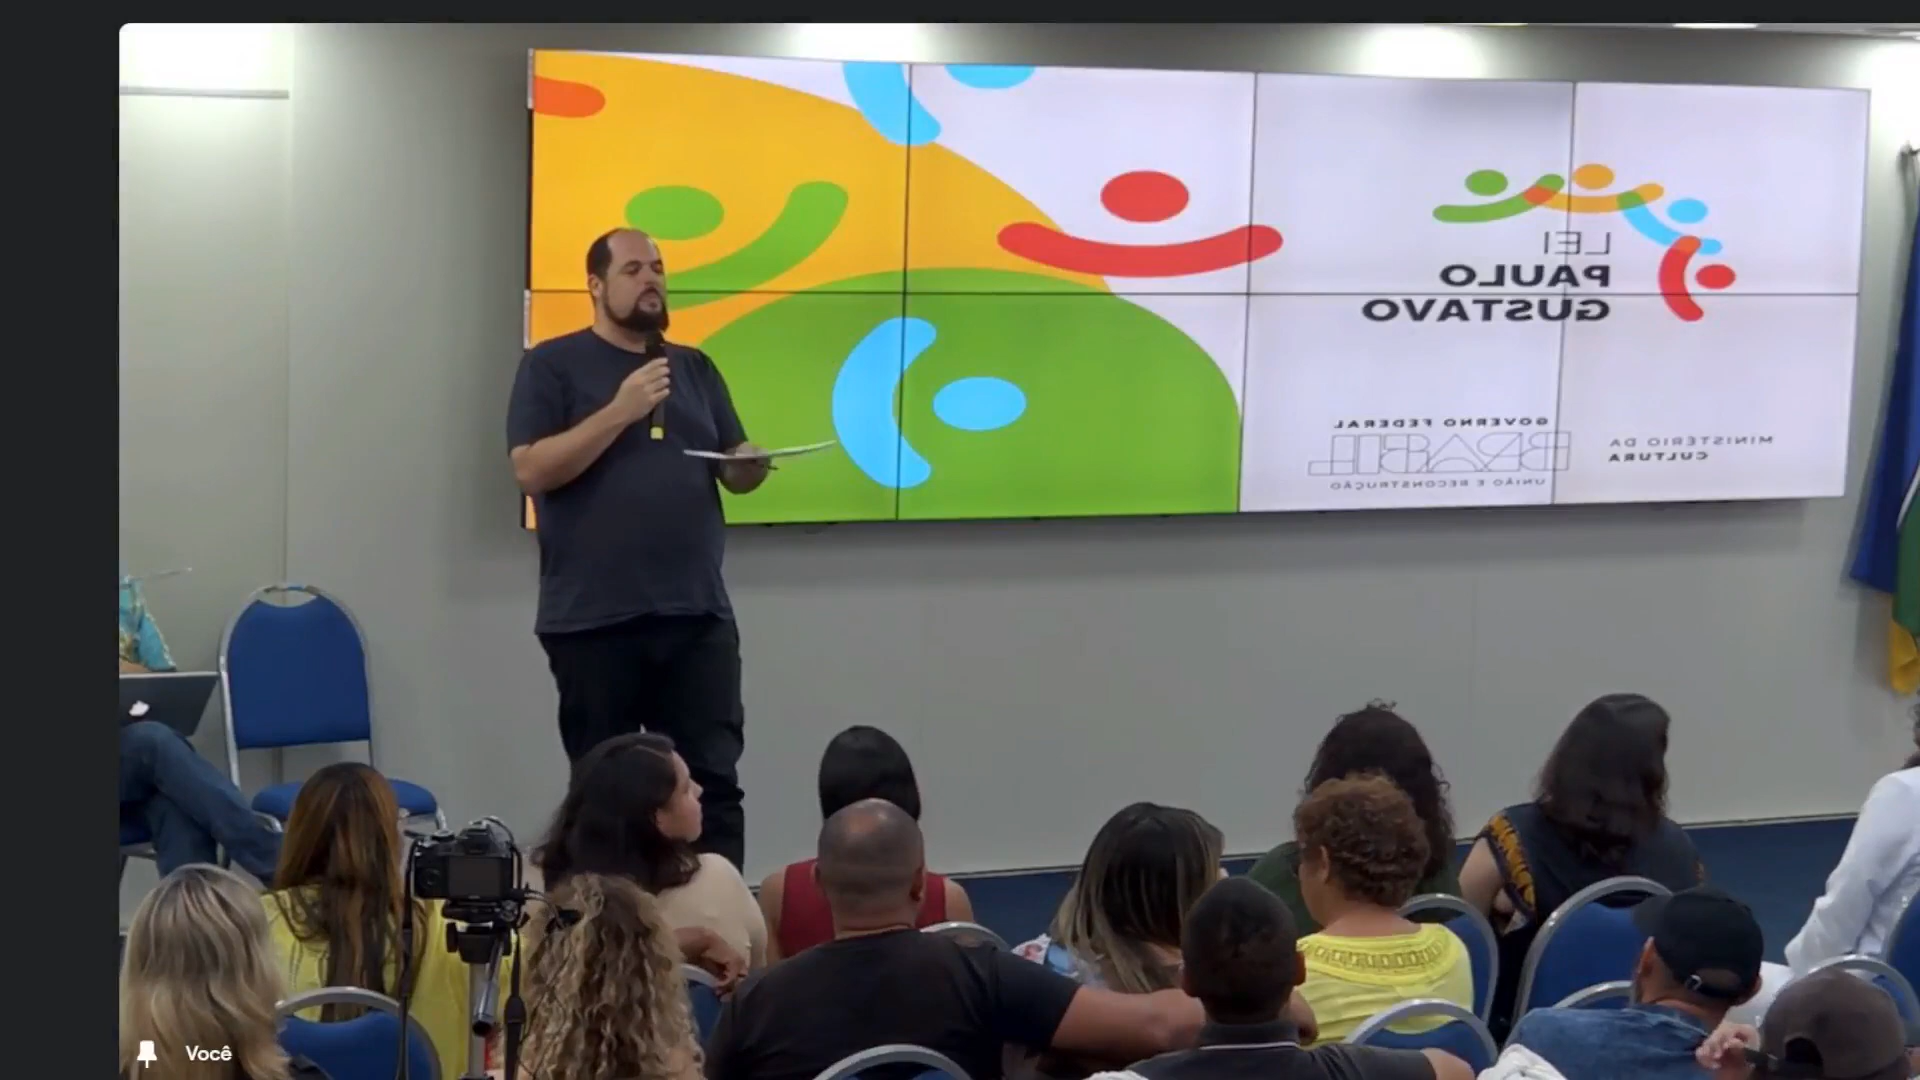 LEI
PAULO
GUSTAVO
GOVERNO FEDERAL
BRASIL
UNIÃO E RECONSTRUÇÃO
MINISTÉRIO DA
CULTURA
Você